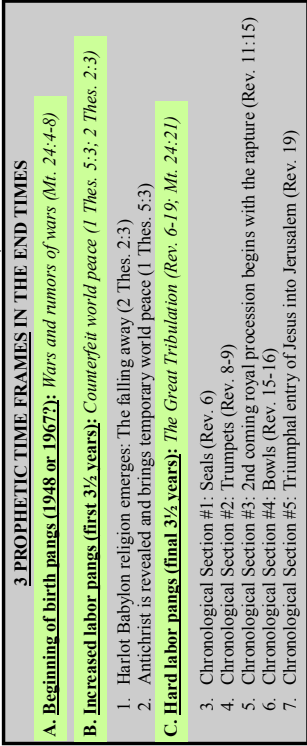 3 PROPHETIC TIME FRAMES IN THE END TIMES
A. Beginning of birth pangs (1948 or 1967?): Wars and rumors of wars (Mt. 24:4-8)
B. Increased labor pangs (first 3½ years): Counterfeit world peace (1 Thes. 5:3; 2 Thes. 2:3)
1. Harlot Babylon religion emerges: The falling away (2 Thes. 2:3)
2. Antichrist is revealed and brings temporary world peace (1 Thes. 5:3)
C. Hard labor pangs (final 3½ years): The Great Tribulation (Rev. 6-19; Mt. 24:21)
3. Chronological Section #1: Seals (Rev. 6)
4. Chronological Section #2: Trumpets (Rev. 8-9)
5. Chronological Section #3: 2nd coming royal procession begins with the rapture (Rev. 11:15)
6. Chronological Section #4: Bowls (Rev. 15-16)
7. Chronological Section #5: Triumphal entry of Jesus into Jerusalem (Rev. 19)